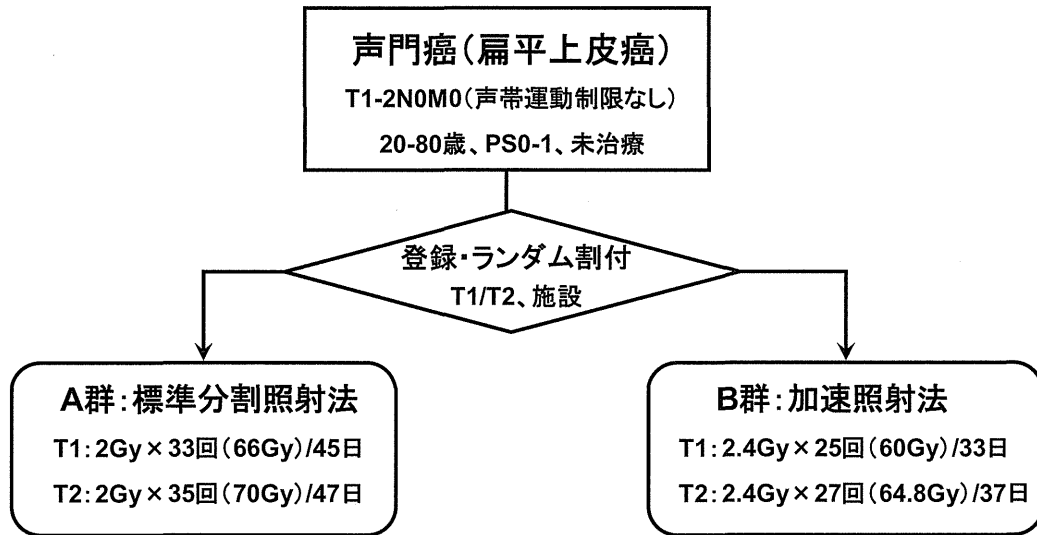 声門癌(扁平上皮癌)
T1-2N0M0(声帯運動制限なし)
20-80歳、PS0-1、未治療
登録・ランダム割付
T1/T2、施設
A群:標準分割照射法
T1:2Gy×33回(66Gy)/45日
T2:2Gy×35回(70Gy)/47日
B群:加速照射法
T1:2.4Gy×25回(60Gy)/33日
T2:2.4Gy×27回(64.8Gy)/37日